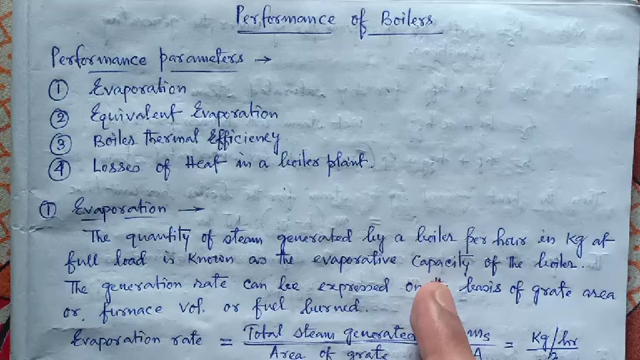 Performance of Boilers
Performance parameters →
① Evaporation
② Equivalent Evaporation
③ Boiler thermal efficiency
④ Losses of Heat in a boiler plant.
① Evaporation →
The quantity of steam generated by a boiler per hour in Kg at
full load is known as the evaporative capacity of the boiler.
The generation rate can be expressed on basis of grate area
or furnace vol. or fuel burned.
Evaporation rate = Total steam generated / Area of grate = ms / A = Kg/hr